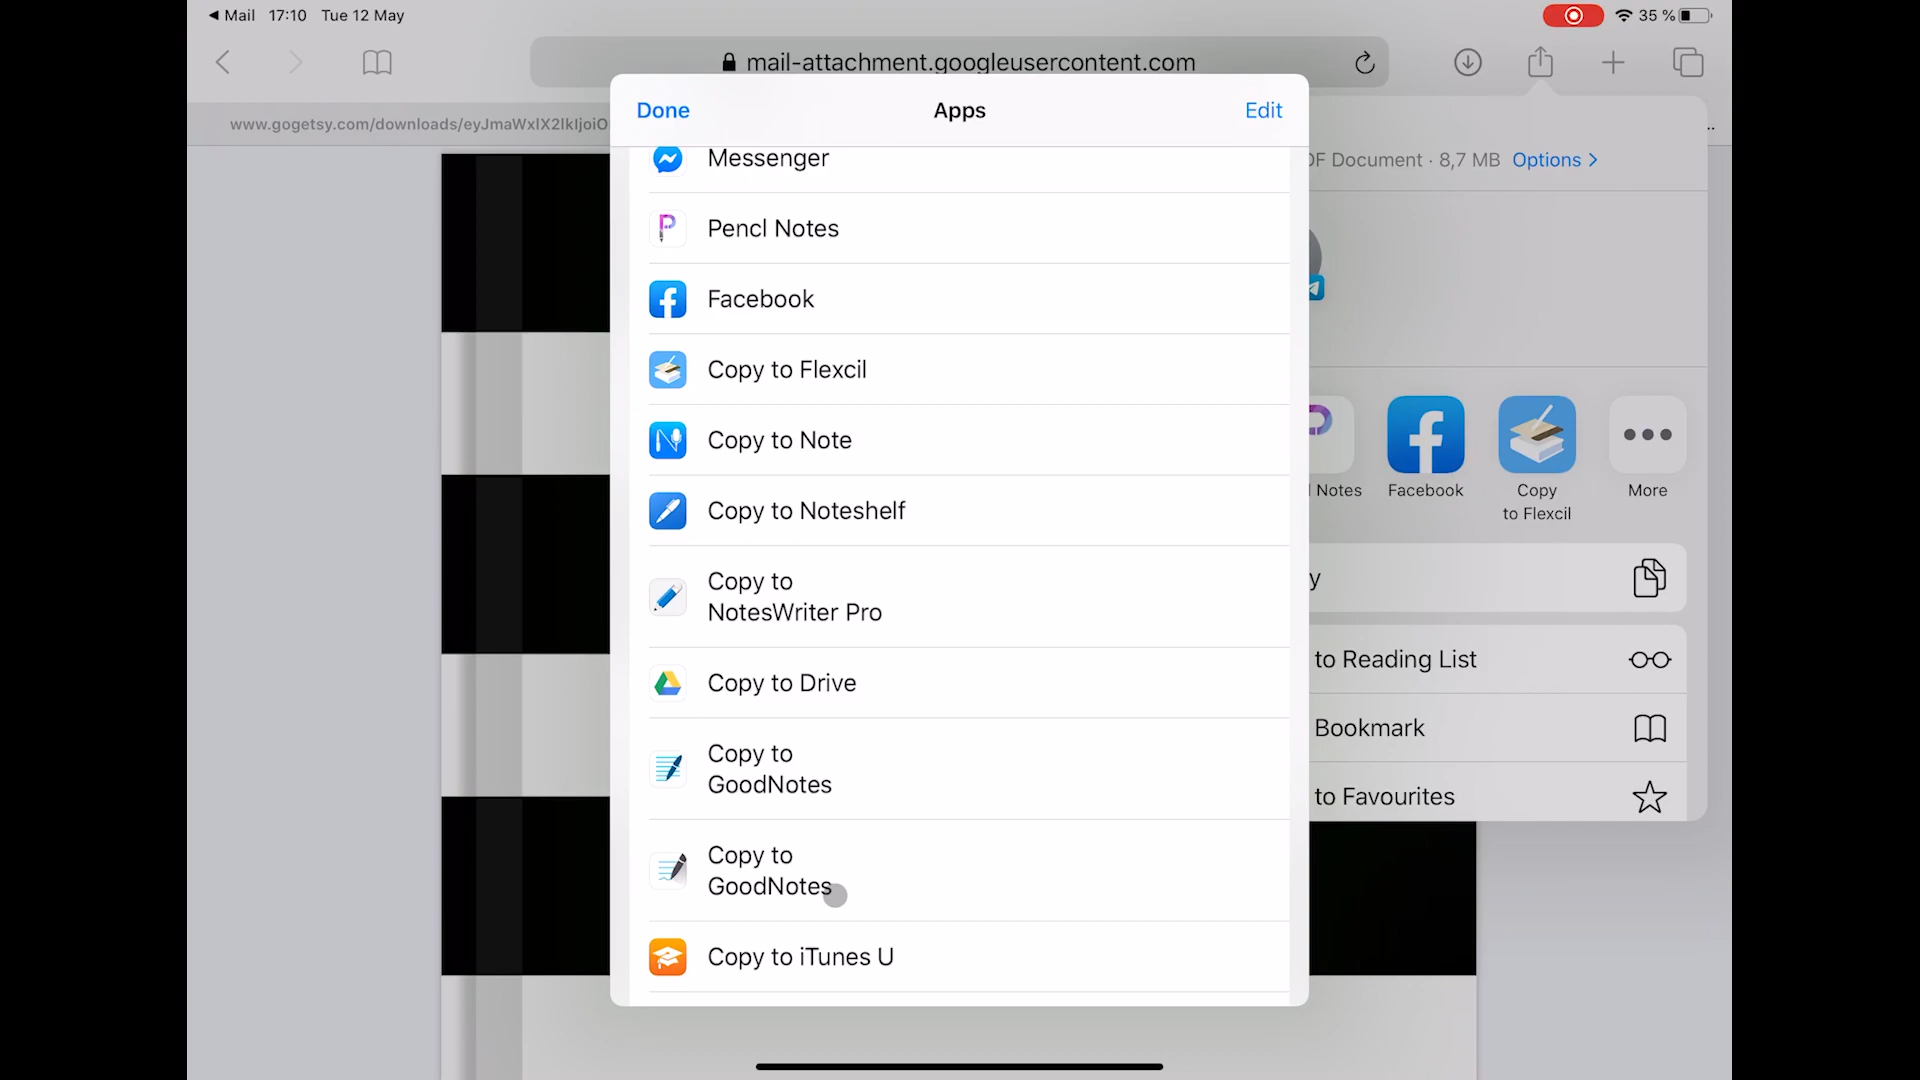 Mail 17:10 Tue 12 May
35 %
mail-attachment.googleusercontent.com
www.gogetsy.com/downloads/eyJmaWxlX2lkIjoiO
Done
Apps
Edit
DF Document · 8,7 MB Options
Messenger
Pencl Notes
Facebook
Copy to Flexcil
Copy to Note
Copy to Noteshelf
Copy to
NotesWriter Pro
Copy to Drive
Copy to
GoodNotes
Copy to
GoodNotes
Copy to iTunes U
l Notes
Facebook
Copy
to Flexcil
More
y
to Reading List
Bookmark
to Favourites